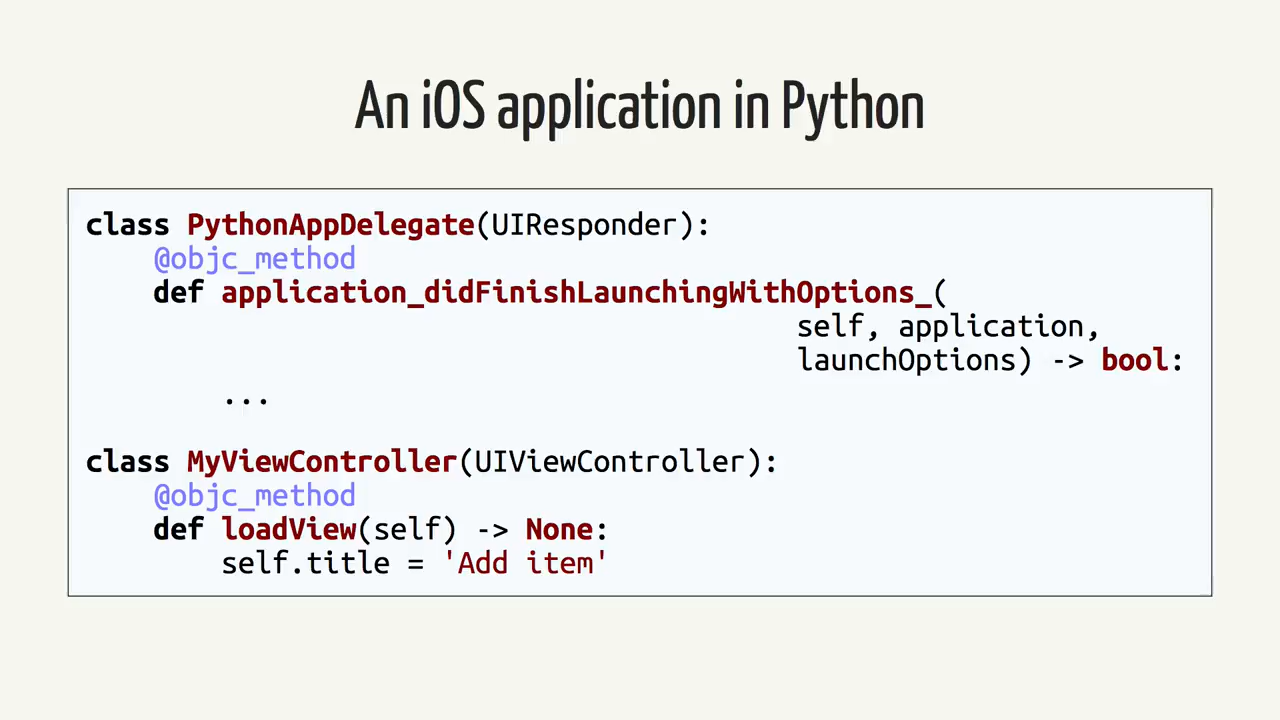 An iOS application in Python
class PythonAppDelegate(UIResponder):
    @objc_method
    def application_didFinishLaunchingWithOptions_(
                                          self, application,
                                          launchOptions) -> bool:
        ...
class MyViewController(UIViewController):
    @objc_method
    def loadView(self) -> None:
        self.title = 'Add item'